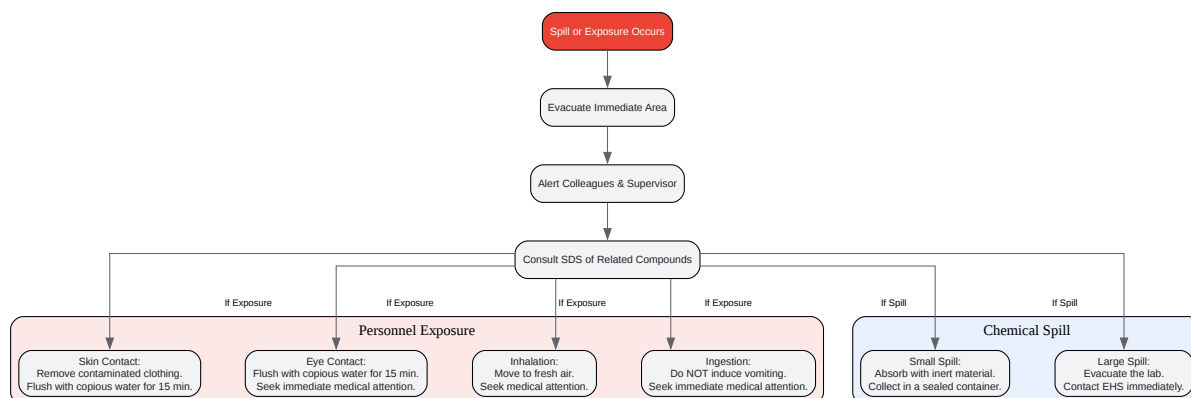 Spill or Exposure Occurs
Evacuate Immediate Area
Alert Colleagues & Supervisor
Consult SDS of Related Compounds
If Exposure
If Exposure
If Exposure
If Exposure
If Spill
If Spill
Personnel Exposure
Skin Contact:
Remove contaminated clothing.
Flush with copious water for 15 min.
Eye Contact:
Flush with copious water for 15 min.
Seek immediate medical attention.
Inhalation:
Move to fresh air.
Seek medical attention.
Ingestion:
Do NOT induce vomiting.
Seek immediate medical attention.
Chemical Spill
Small Spill:
Absorb with inert material.
Collect in a sealed container.
Large Spill:
Evacuate the lab.
Contact EHS immediately.